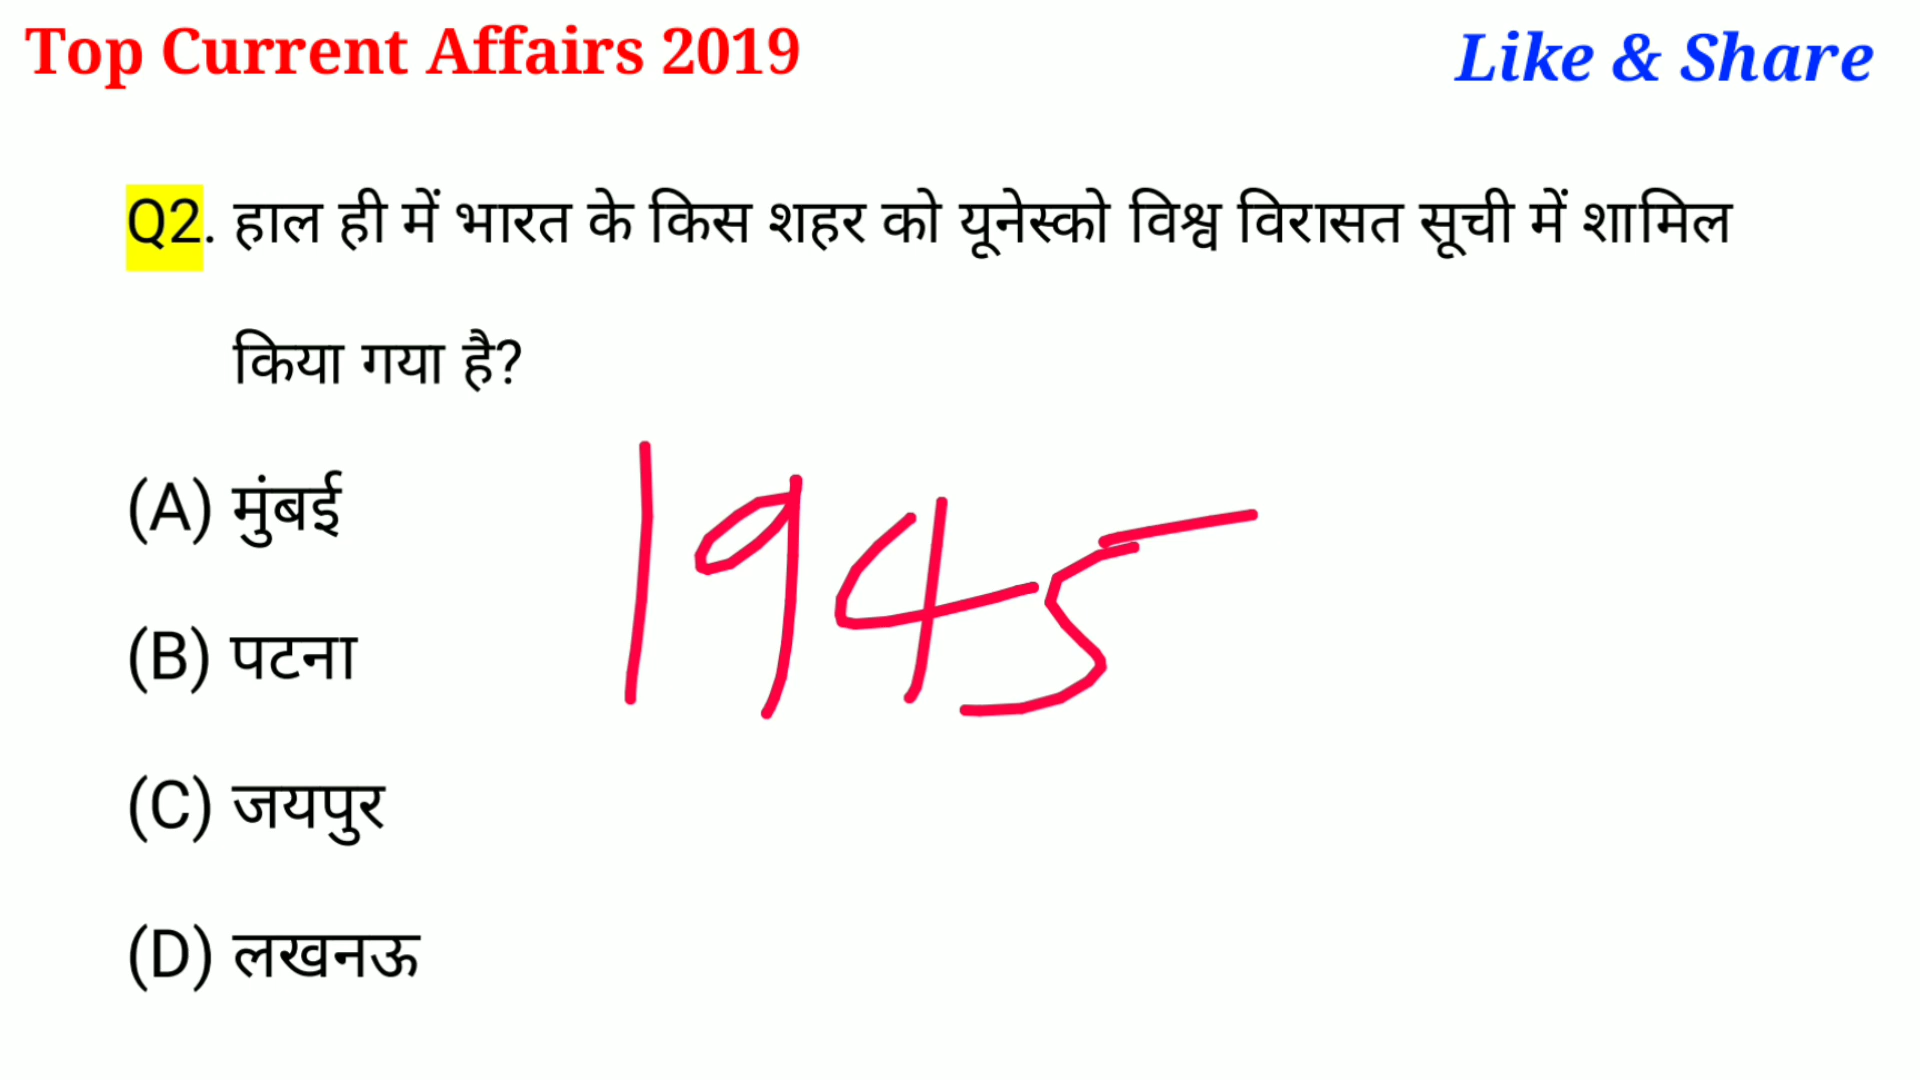 Top Current Affairs 2019
Like & Share
Q2. हाल ही में भारत के किस शहर को यूनेस्को विश्व विरासत सूची में शामिल
किया गया है?
(A) मुंबई
1945
(B) पटना
(C) जयपुर
(D) लखनऊ